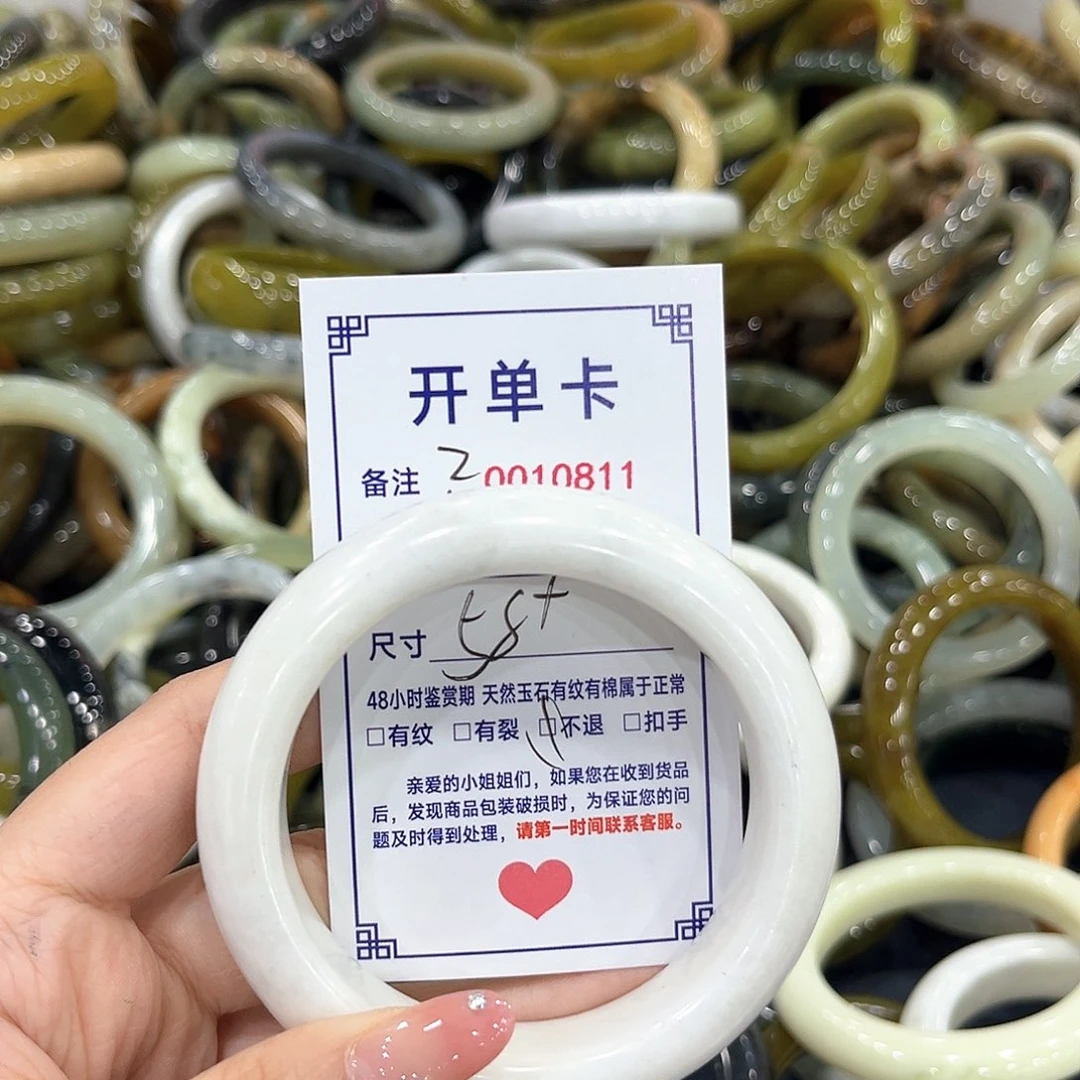 开单卡
备注 0010811
尺寸
48小时鉴赏期 天然玉石有纹有棉属于正常
□有纹 □有裂 □不退 □扣手
亲爱的小姐姐们，如果您在收到货品
后，发现商品包装破损时，为保证您的问
题及时得到处理，请第一时间联系客服。